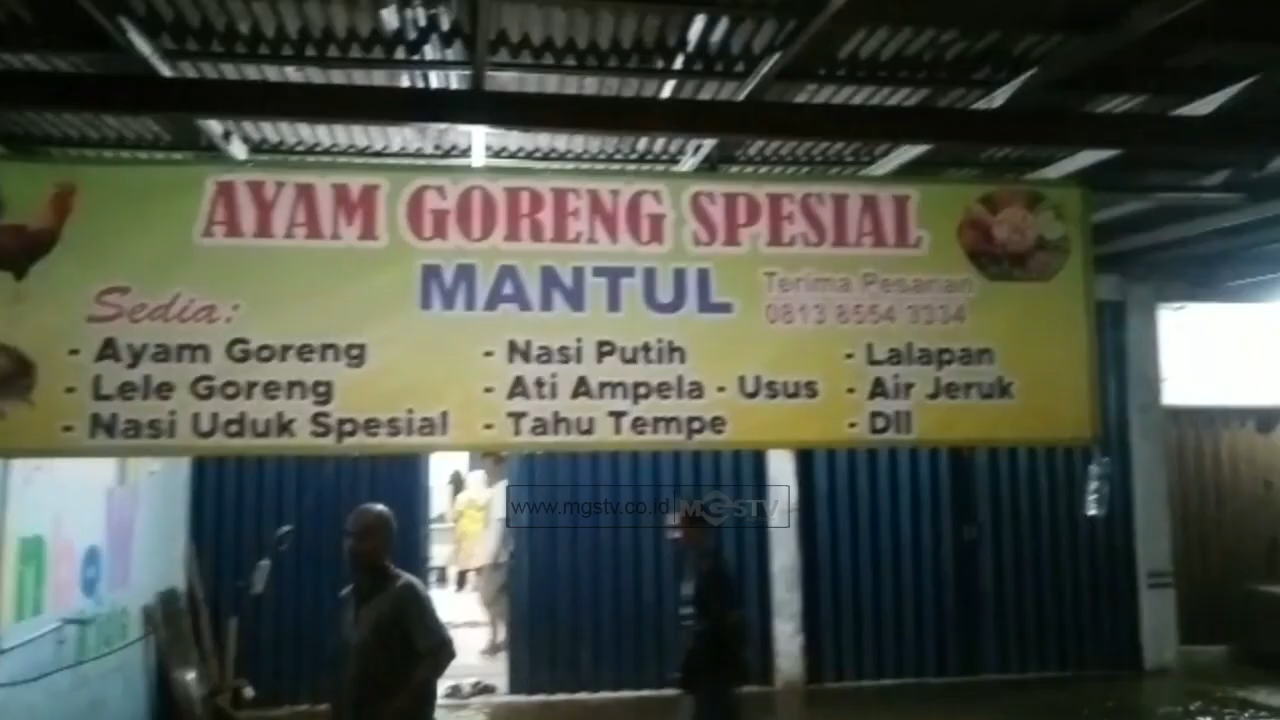 AYAM GORENG SPESIAL
MANTUL
Terima Pesanan
0813 8554 3334
Sedia:
- Ayam Goreng
- Lele Goreng
- Nasi Uduk Spesial
- Nasi Putih
- Ati Ampela - Usus
- Tahu Tempe
- Lalapan
- Air Jeruk
- Dll
www.mgstv.co.id MGSTV